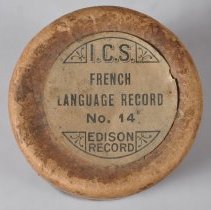 I.C.S.
FRENCH
LANGUAGE RECORD
No. 14
EDISON
RECORD